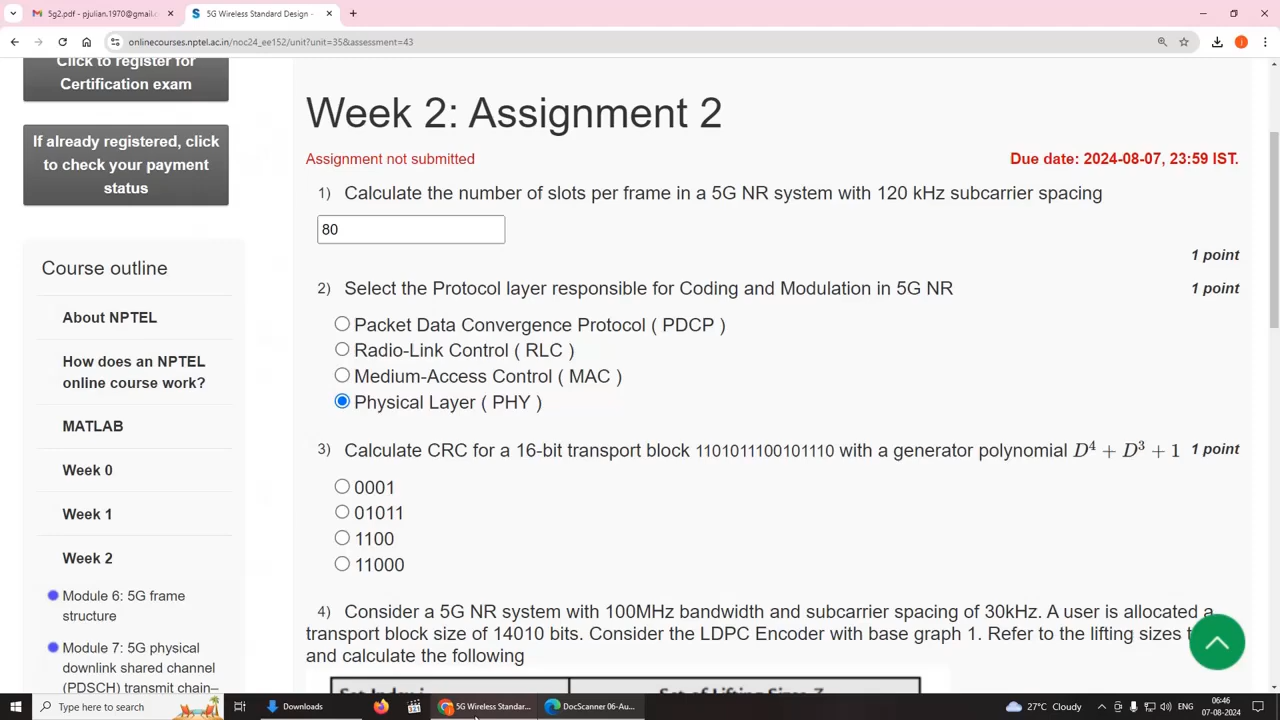 5g2.pdf - pjulian.1970@gmail.c
5G Wireless Standard Design -
onlinecourses.nptel.ac.in/noc24_ee152/unit?unit=35&assessment=43
Click to register for
Certification exam
If already registered, click
to check your payment
status
Course outline
About NPTEL
How does an NPTEL
online course work?
MATLAB
Week 0
Week 1
Week 2
Module 6: 5G frame
structure
Module 7: 5G physical
downlink shared channel
(PDSCH) transmit chain–
Week 2: Assignment 2
Assignment not submitted
Due date: 2024-08-07, 23:59 IST.
1) Calculate the number of slots per frame in a 5G NR system with 120 kHz subcarrier spacing
80
1 point
2) Select the Protocol layer responsible for Coding and Modulation in 5G NR 1 point
Packet Data Convergence Protocol ( PDCP )
Radio-Link Control ( RLC )
Medium-Access Control ( MAC )
Physical Layer ( PHY )
3) Calculate CRC for a 16-bit transport block 1101011100101110 with a generator polynomial D⁴ + D³ + 1 1 point
0001
01011
1100
11000
4) Consider a 5G NR system with 100MHz bandwidth and subcarrier spacing of 30kHz. A user is allocated a
transport block size of 14010 bits. Consider the LDPC Encoder with base graph 1. Refer to the lifting sizes
and calculate the following
Set Index i
Set of Lifting Sizes Z
Type here to search
Downloads
5G Wireless Standar...
DocScanner 06-Au...
27°C Cloudy
ENG
06:46
07-08-2024